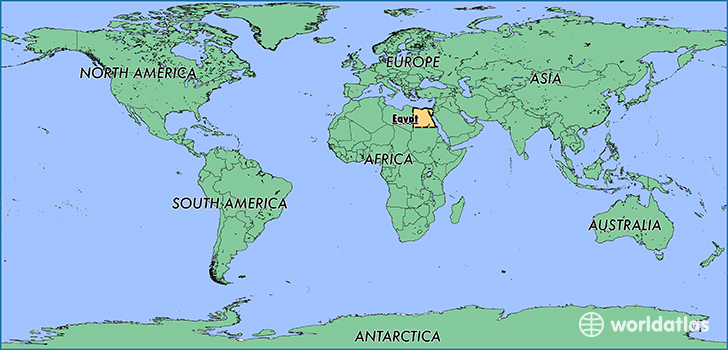 EUROPE
NORTH AMERICA
ASIA
Egypt
AFRICA
SOUTH AMERICA
AUSTRALIA
worldatlas
ANTARCTICA